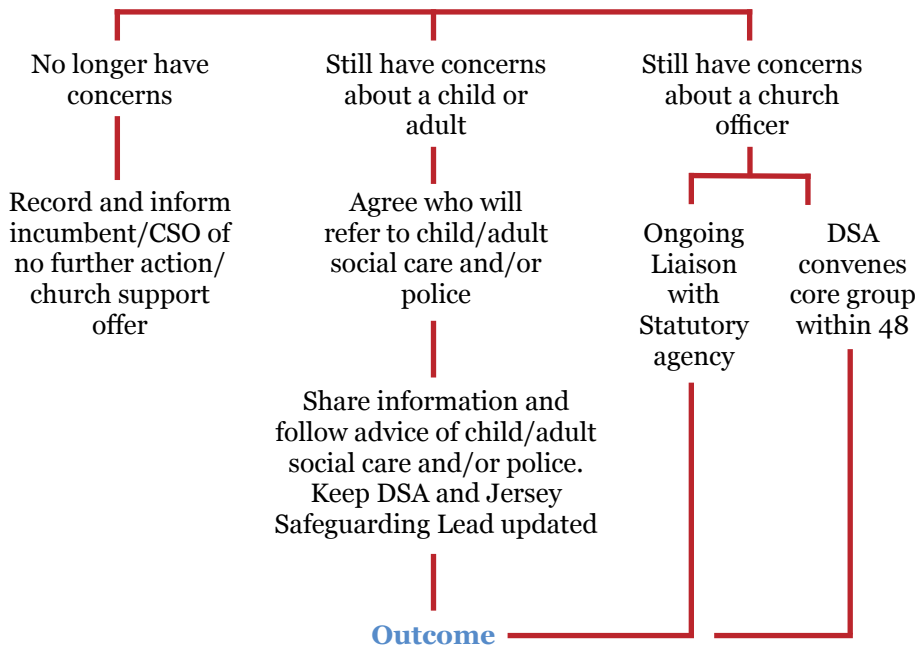 No longer have
concerns
Still have concerns
about a child or
adult
Still have concerns
about a church
officer
Record and inform
incumbent/CSO of
no further action/
church support
offer
Agree who will
refer to child/adult
social care and/or
police
Ongoing
Liaison
with
Statutory
agency
DSA
convenes
core group
within 48
Share information and
follow advice of child/adult
social care and/or police.
Keep DSA and Jersey
Safeguarding Lead updated
Outcome